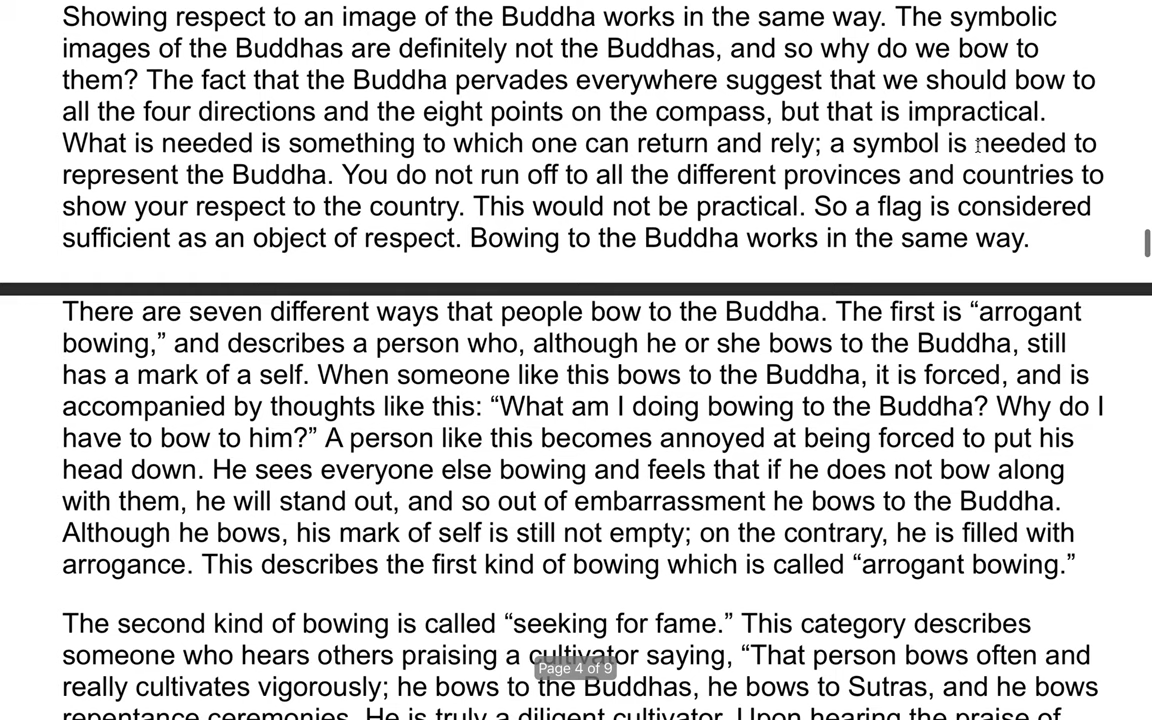 Showing respect to an image of the Buddha works in the same way. The symbolic
images of the Buddhas are definitely not the Buddhas, and so why do we bow to
them? The fact that the Buddha pervades everywhere suggest that we should bow to
all the four directions and the eight points on the compass, but that is impractical.
What is needed is something to which one can return and rely; a symbol is needed to
represent the Buddha. You do not run off to all the different provinces and countries to
show your respect to the country. This would not be practical. So a flag is considered
sufficient as an object of respect. Bowing to the Buddha works in the same way.
There are seven different ways that people bow to the Buddha. The first is “arrogant
bowing,” and describes a person who, although he or she bows to the Buddha, still
has a mark of a self. When someone like this bows to the Buddha, it is forced, and is
accompanied by thoughts like this: “What am I doing bowing to the Buddha? Why do I
have to bow to him?” A person like this becomes annoyed at being forced to put his
head down. He sees everyone else bowing and feels that if he does not bow along
with them, he will stand out, and so out of embarrassment he bows to the Buddha.
Although he bows, his mark of self is still not empty; on the contrary, he is filled with
arrogance. This describes the first kind of bowing which is called “arrogant bowing.”
The second kind of bowing is called “seeking for fame.” This category describes
someone who hears others praising a cultivator saying, “That person bows often and
Page 4 of 9
really cultivates vigorously; he bows to the Buddhas, he bows to Sutras, and he bows
repentance ceremonies. He is truly a diligent cultivator. Upon hearing the praise of